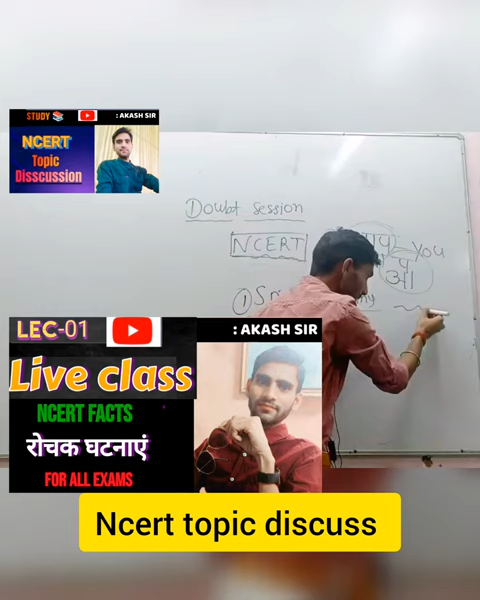 STUDY 📚 : AKASH SIR
NCERT
Topic
Disscussion
Doubt session
NCERT
You
आ
①
LEC-01
: AKASH SIR
Live class
NCERT FACTS
रोचक घटनाएं
FOR ALL EXAMS
Ncert topic discuss